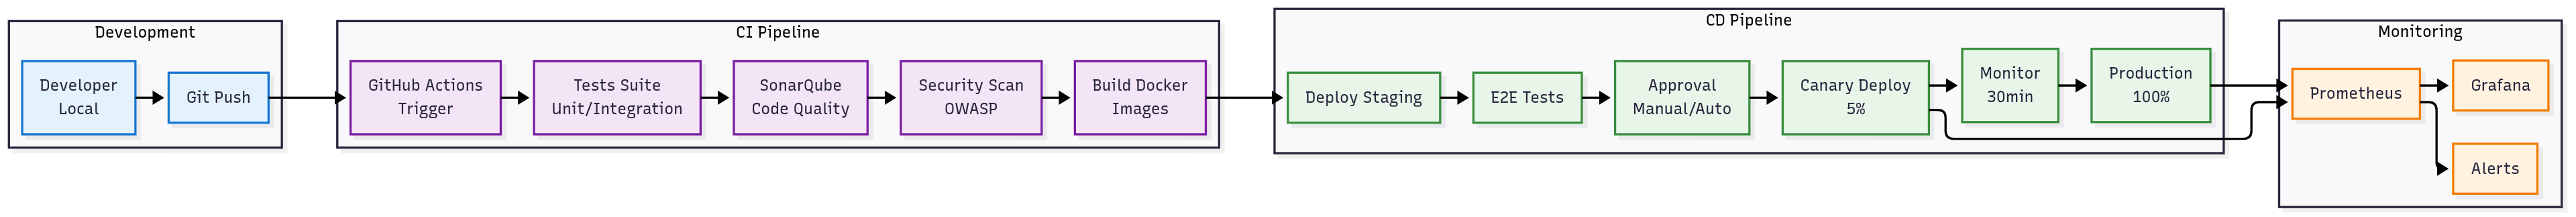 Development
Developer
Local
Git Push
CI Pipeline
GitHub Actions
Trigger
Tests Suite
Unit/Integration
SonarQube
Code Quality
Security Scan
OWASP
Build Docker
Images
CD Pipeline
Deploy Staging
E2E Tests
Approval
Manual/Auto
Canary Deploy
5%
Monitor
30min
Production
100%
Monitoring
Prometheus
Grafana
Alerts